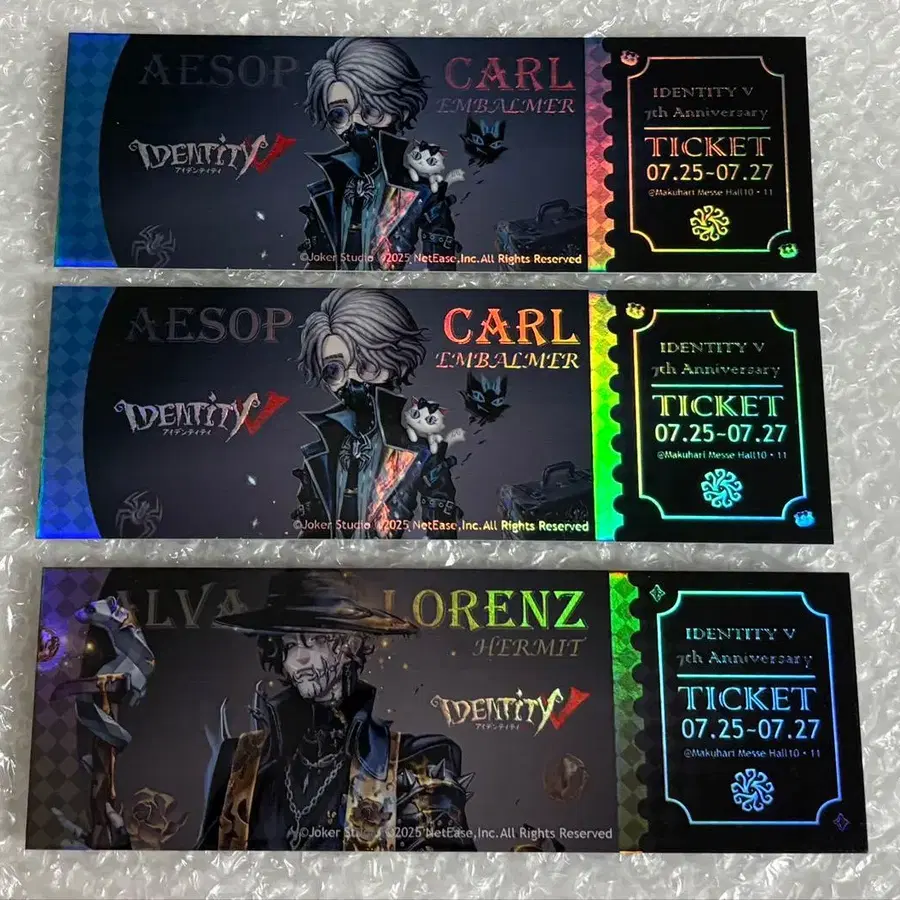 AESOP CARL
EMBALMER
IDENTITY V
アイデンティティ
©Joker Studio ©2025 NetEase,Inc.All Rights Reserved
IDENTITY V
7th Anniversary
TICKET
07.25~07.27
@Makuhari Messe Hall10・11
AESOP CARL
EMBALMER
IDENTITY V
アイデンティティ
©Joker Studio ©2025 NetEase,Inc.All Rights Reserved
IDENTITY V
7th Anniversary
TICKET
07.25~07.27
@Makuhari Messe Hall10・11
ALVA LORENZ
HERMIT
IDENTITY V
アイデンティティ
©Joker Studio ©2025 NetEase,Inc.All Rights Reserved
IDENTITY V
7th Anniversary
TICKET
07.25~07.27
@Makuhari Messe Hall10・11